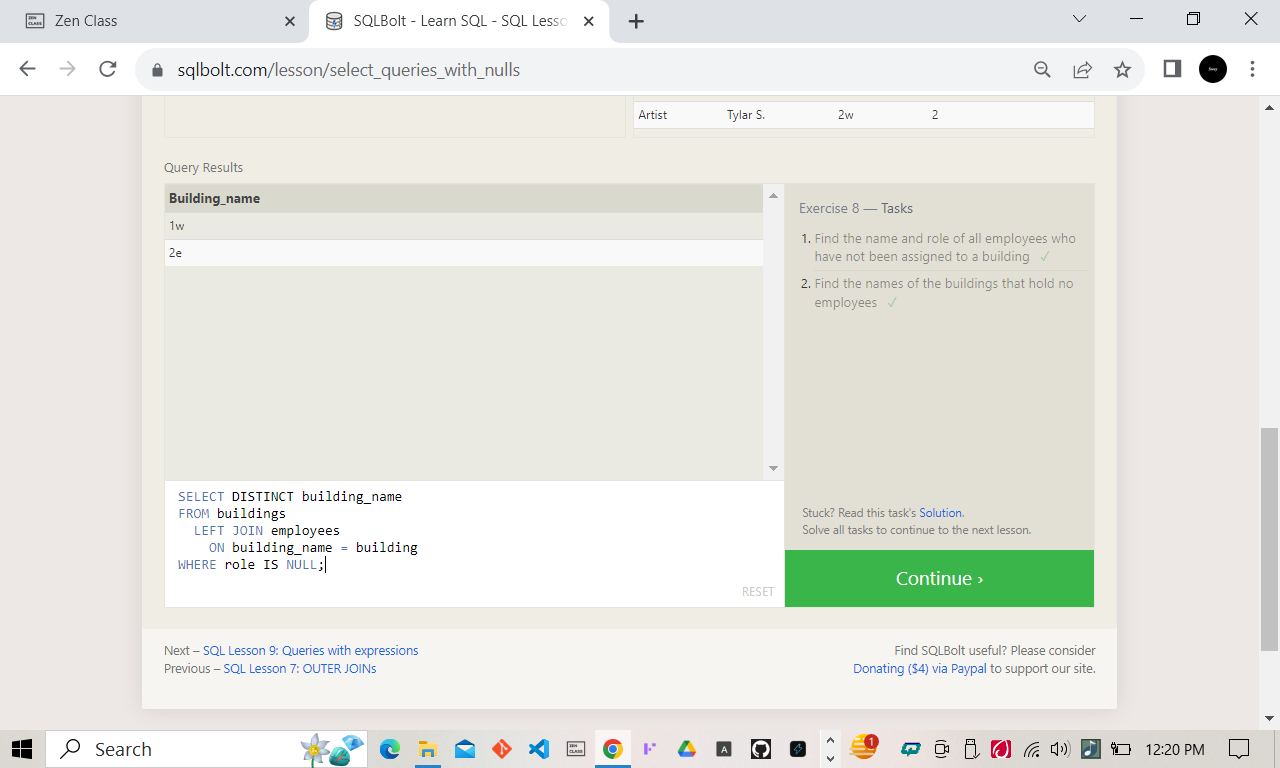 Zen Class
SQLBolt - Learn SQL - SQL Lesso
sqlbolt.com/lesson/select_queries_with_nulls
Artist Tylar S. 2w 2
Query Results
Building_name
1w
2e
Exercise 8 — Tasks
1. Find the name and role of all employees who
have not been assigned to a building ✓
2. Find the names of the buildings that hold no
employees ✓
Stuck? Read this task's Solution.
Solve all tasks to continue to the next lesson.
SELECT DISTINCT building_name
FROM buildings
LEFT JOIN employees
ON building_name = building
WHERE role IS NULL;
RESET
Continue ›
Next – SQL Lesson 9: Queries with expressions
Previous – SQL Lesson 7: OUTER JOINs
Find SQLBolt useful? Please consider
Donating ($4) via Paypal to support our site.
Search
ZEN
CLASS
A
1
12:20 PM